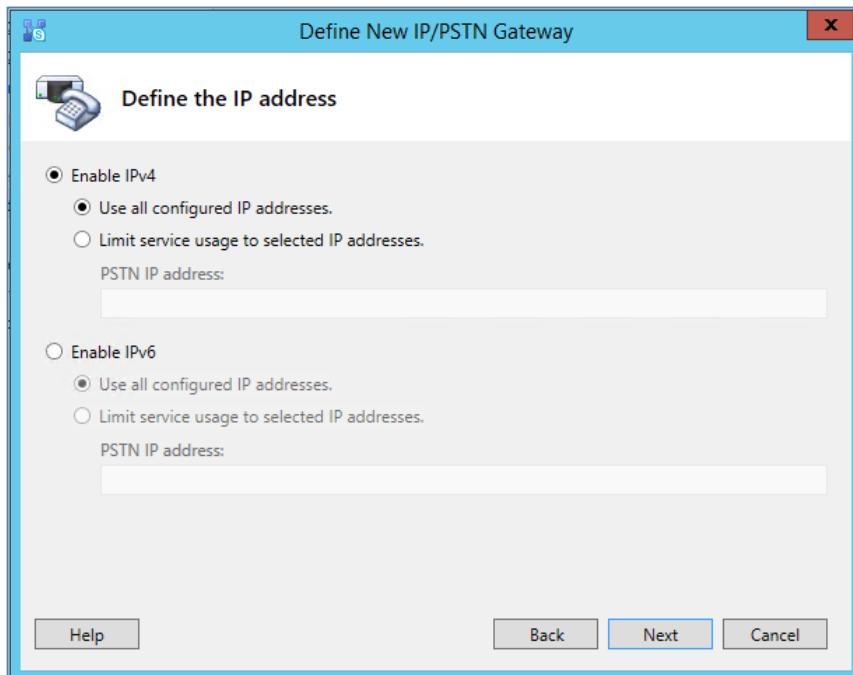 Define New IP/PSTN Gateway
x
Define the IP address
Enable IPv4
Use all configured IP addresses.
Limit service usage to selected IP addresses.
PSTN IP address:
Enable IPv6
Use all configured IP addresses.
Limit service usage to selected IP addresses.
PSTN IP address:
Help
Back
Next
Cancel